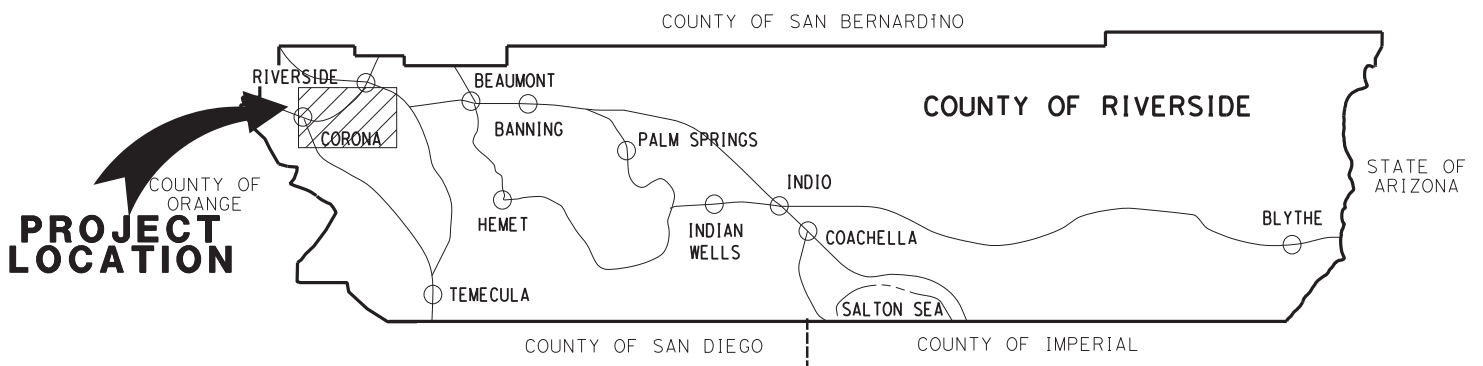 COUNTY OF SAN BERNARDINO
RIVERSIDE
BEAUMONT
BANNING
COUNTY OF RIVERSIDE
CORONA
PALM SPRINGS
STATE OF
ARIZONA
COUNTY OF
ORANGE
INDIO
PROJECT
LOCATION
HEMET
INDIAN
WELLS
COACHELLA
BLYTHE
TEMECULA
SALTON SEA
COUNTY OF SAN DIEGO
COUNTY OF IMPERIAL